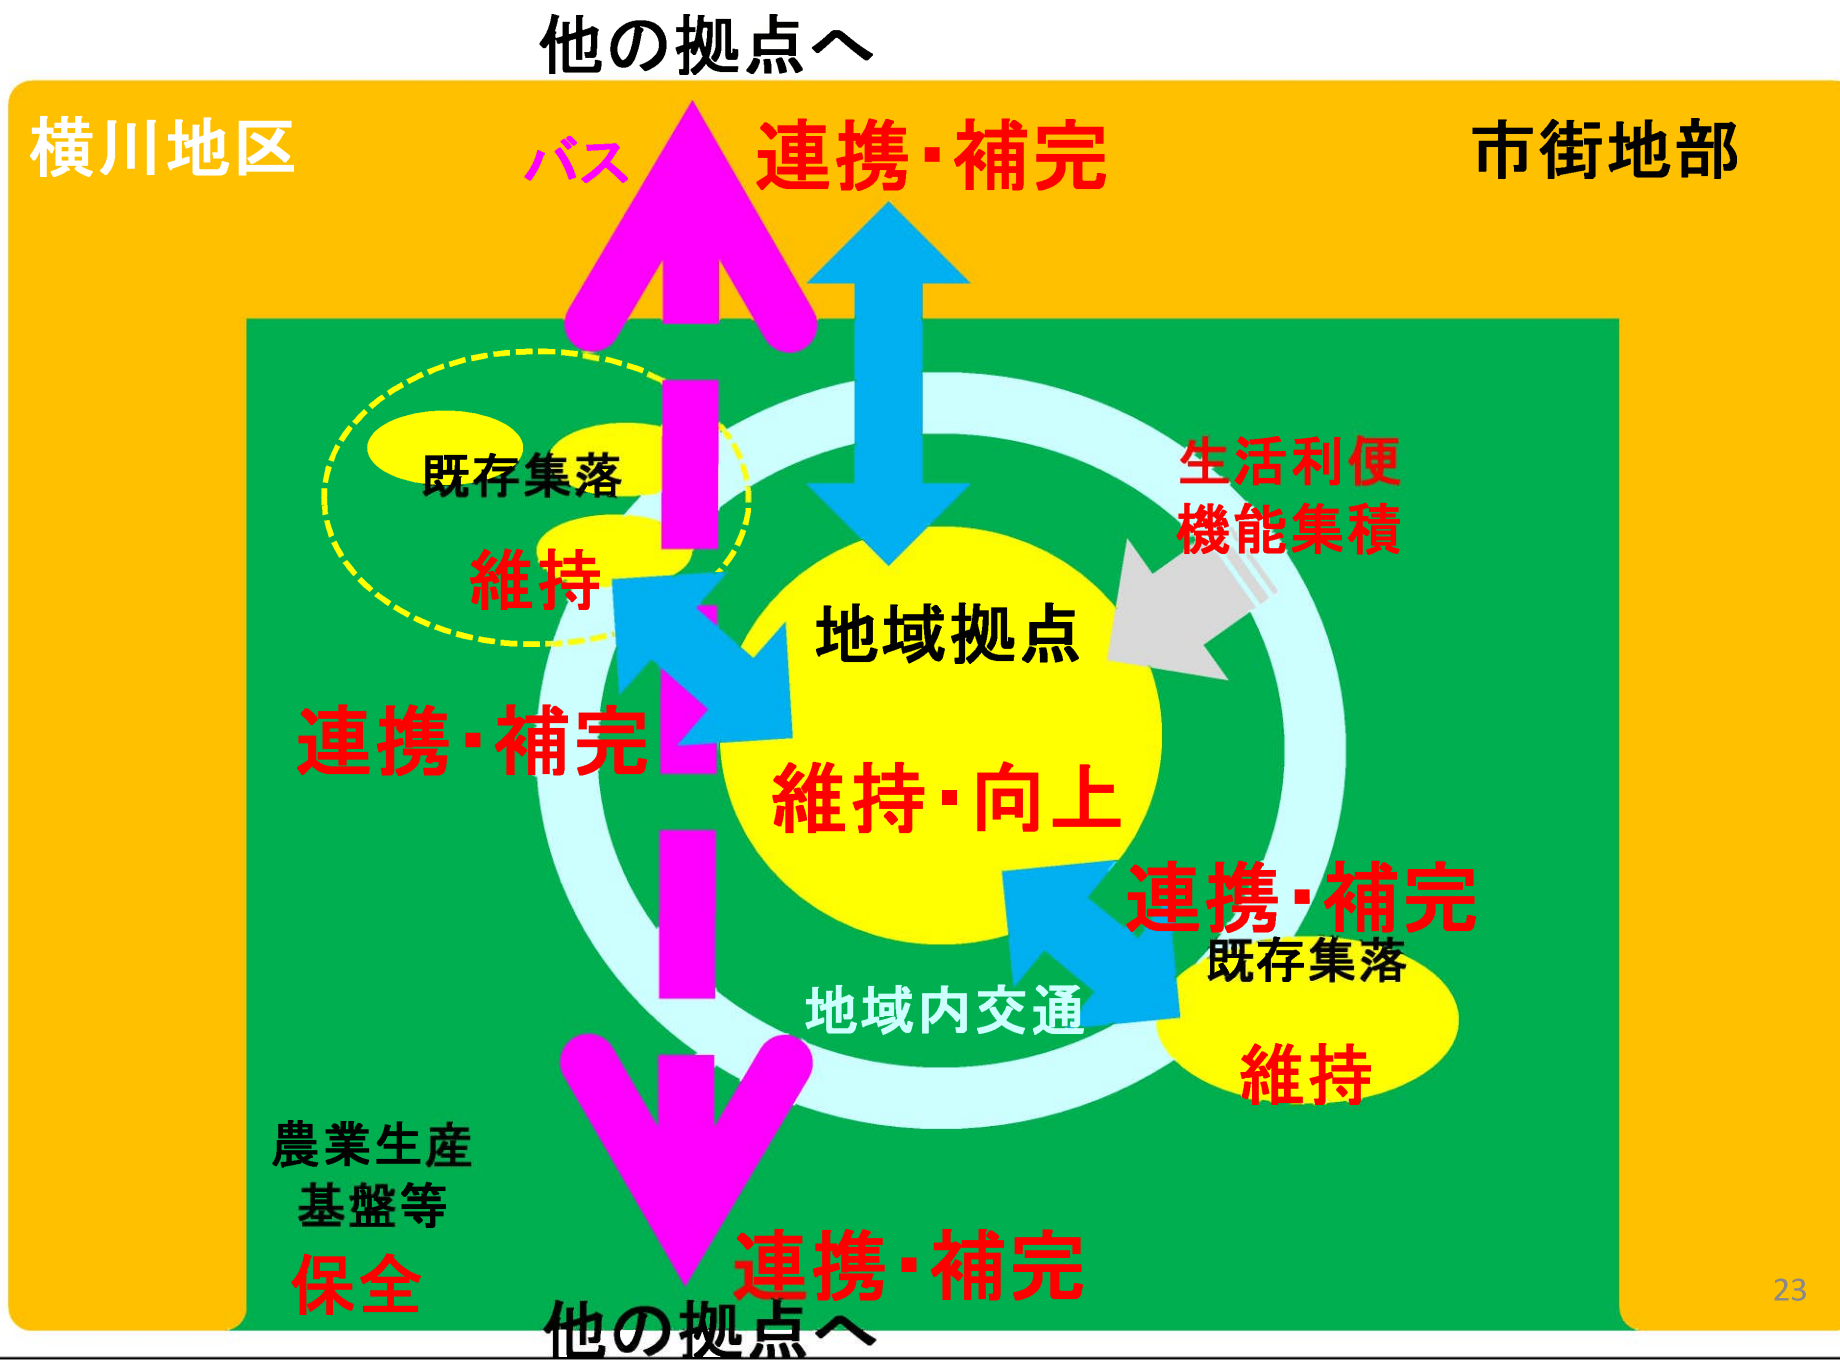 他の拠点へ
横川地区
バス
連携・補完
市街地部
既存集落
維持
生活利便
機能集積
地域拠点
維持・向上
連携・補完
連携・補完
既存集落
維持
地域内交通
農業生産
基盤等
保全
連携・補完
他の拠点へ
23